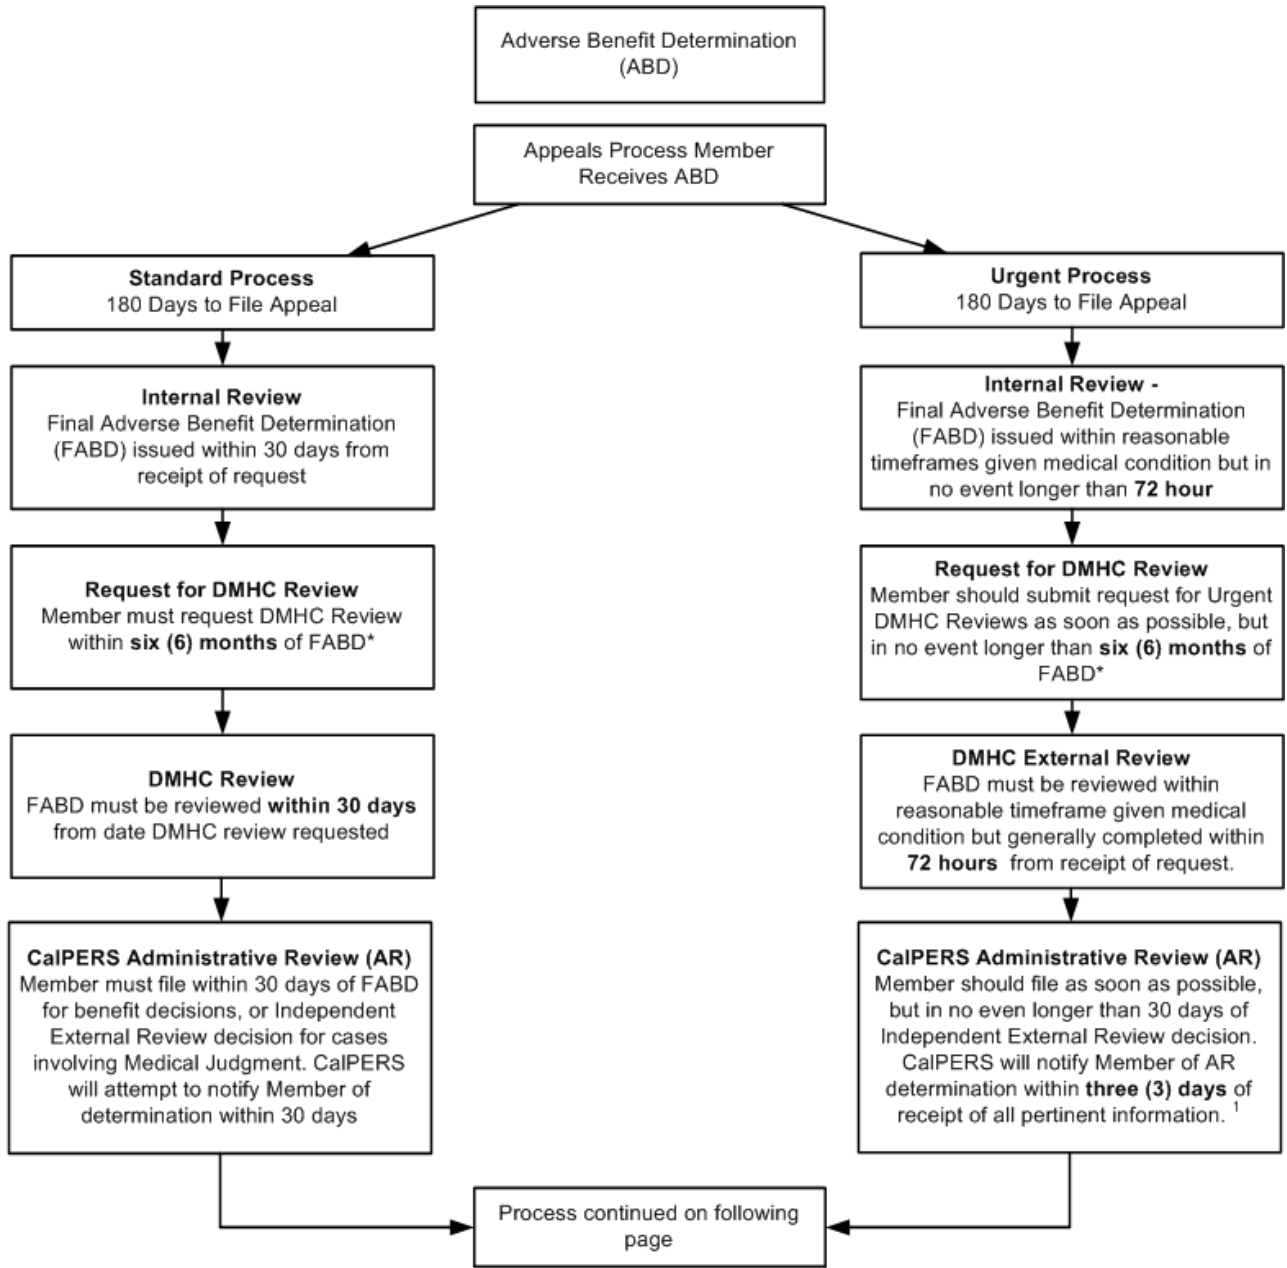 Adverse Benefit Determination
(ABD)
Appeals Process Member
Receives ABD
Standard Process
180 Days to File Appeal
Internal Review
Final Adverse Benefit Determination
(FABD) issued within 30 days from
receipt of request
Request for DMHC Review
Member must request DMHC Review
within six (6) months of FABD*
DMHC Review
FABD must be reviewed within 30 days
from date DMHC review requested
CalPERS Administrative Review (AR)
Member must file within 30 days of FABD
for benefit decisions, or Independent
External Review decision for cases
involving Medical Judgment. CalPERS
will attempt to notify Member of
determination within 30 days
Urgent Process
180 Days to File Appeal
Internal Review -
Final Adverse Benefit Determination
(FABD) issued within reasonable
timeframes given medical condition but in
no event longer than 72 hour
Request for DMHC Review
Member should submit request for Urgent
DMHC Reviews as soon as possible, but
in no event longer than six (6) months of
FABD*
DMHC External Review
FABD must be reviewed within
reasonable timeframe given medical
condition but generally completed within
72 hours from receipt of request.
CalPERS Administrative Review (AR)
Member should file as soon as possible,
but in no even longer than 30 days of
Independent External Review decision.
CalPERS will notify Member of AR
determination within three (3) days of
receipt of all pertinent information. 1
Process continued on following
page